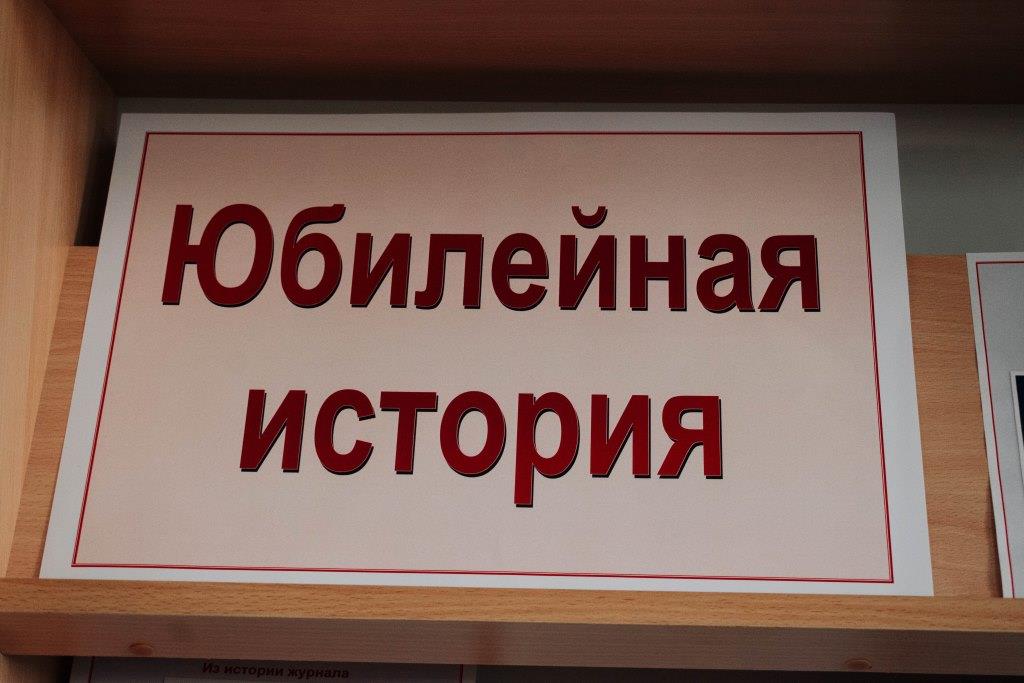 Юбилейная
история
Из истории журнала